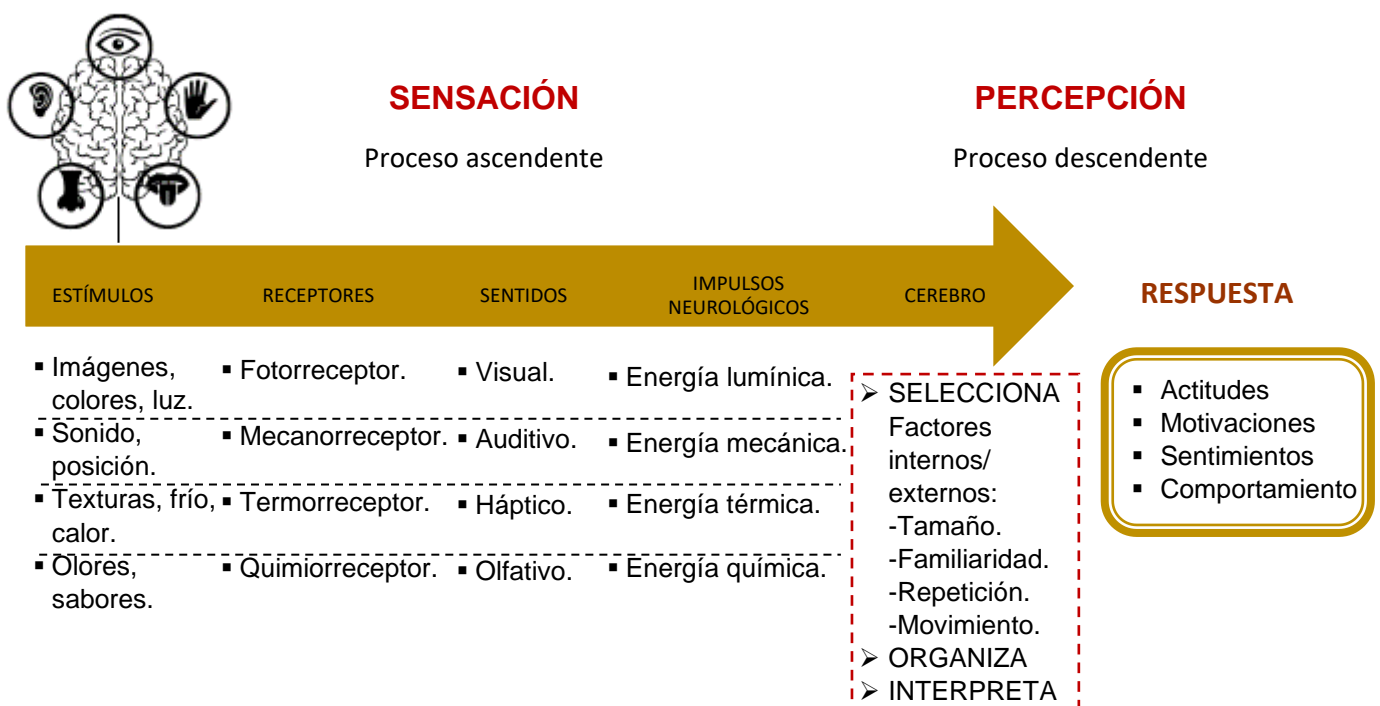 SENSACIÓN
PERCEPCIÓN
Proceso ascendente
Proceso descendente
ESTÍMULOS
RECEPTORES
SENTIDOS
IMPULSOS
NEUROLÓGICOS
CEREBRO
RESPUESTA
▪ Imágenes,
colores, luz.
▪ Fotorreceptor.
▪ Visual.
▪ Energía lumínica.
▪ Sonido,
posición.
▪ Mecanorreceptor.
▪ Auditivo.
▪ Energía mecánica.
▪ Texturas, frío,
calor.
▪ Termorreceptor.
▪ Háptico.
▪ Energía térmica.
▪ Olores,
sabores.
▪ Quimiorreceptor.
▪ Olfativo.
▪ Energía química.
➢ SELECCIONA
Factores
internos/
externos:
-Tamaño.
-Familiaridad.
-Repetición.
-Movimiento.
➢ ORGANIZA
➢ INTERPRETA
▪ Actitudes
▪ Motivaciones
▪ Sentimientos
▪ Comportamiento